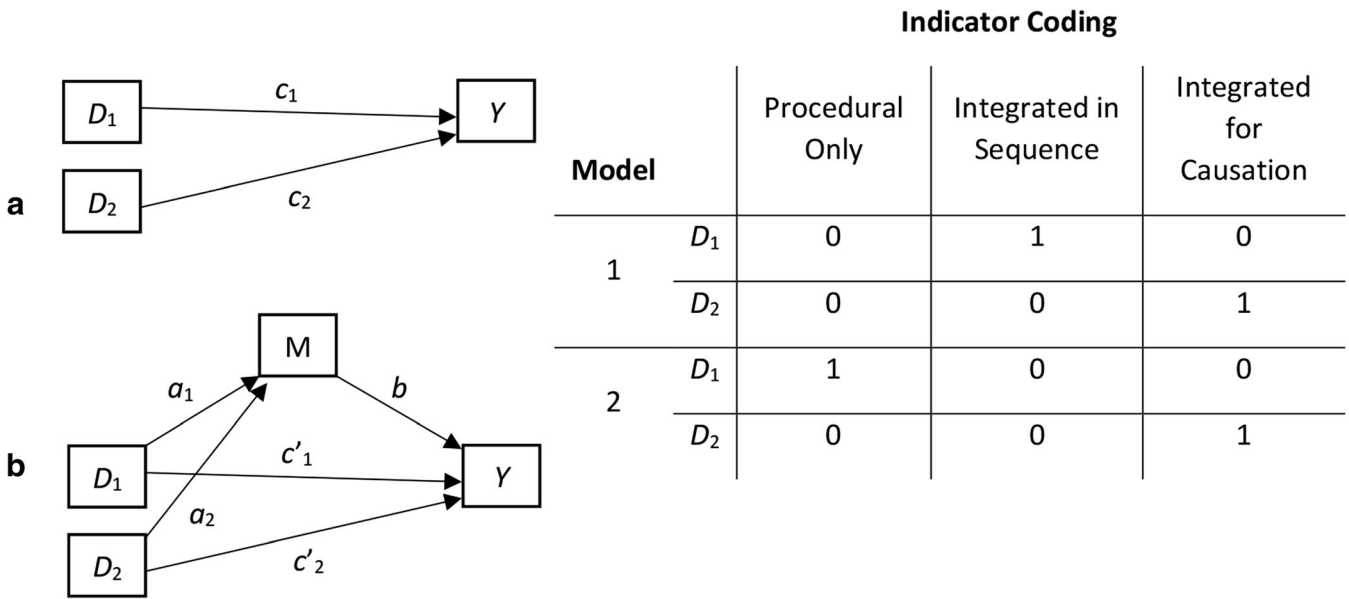 a
D1
D2
c1
c2
Y
b
M
D1
D2
a1
a2
b
c'1
c'2
Y
Indicator Coding
Model
Procedural
Only
Integrated in
Sequence
Integrated
for
Causation
1
D1 0 1 0
D2 0 0 1
2
D1 1 0 0
D2 0 0 1